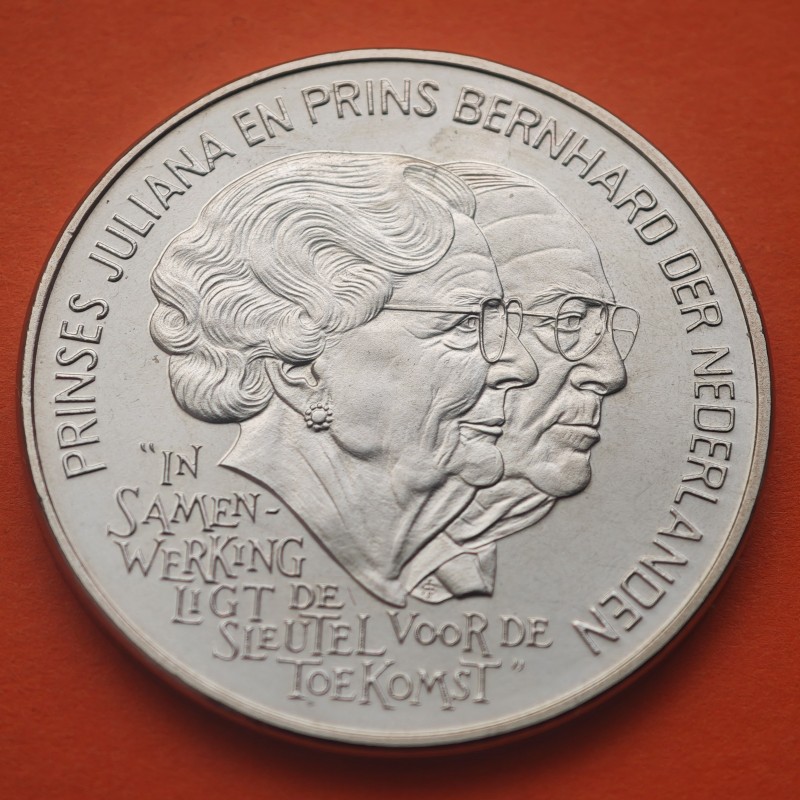 PRINSES JULIANA EN PRINS BERNHARD DER NEDERLANDEN
"IN
SAMEN-
WERKING
LIGT DE
SLEUTEL VOOR DE
TOEKOMST"